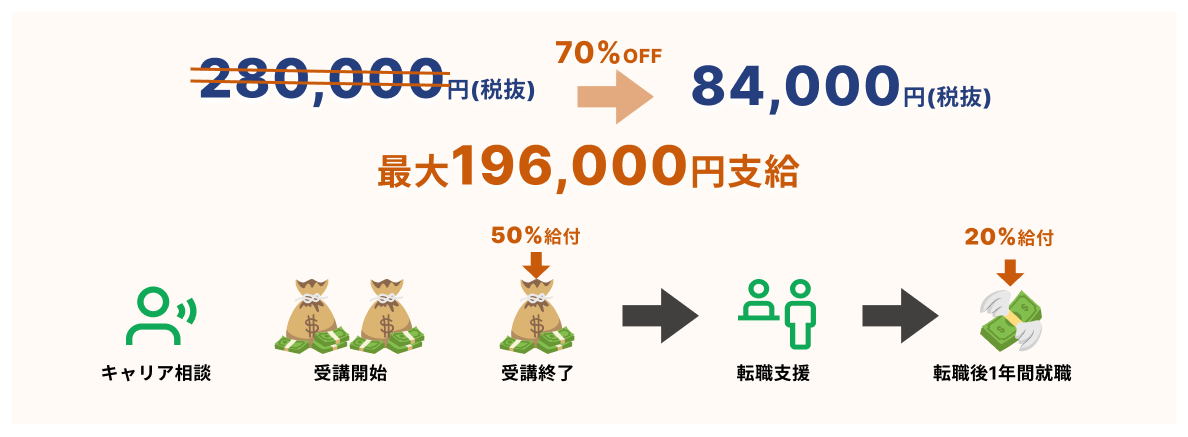 70%OFF
280,000円(税抜)
84,000円(税抜)
最大196,000円支給
50%給付
20%給付
キャリア相談
受講開始
受講終了
転職支援
転職後1年間就職